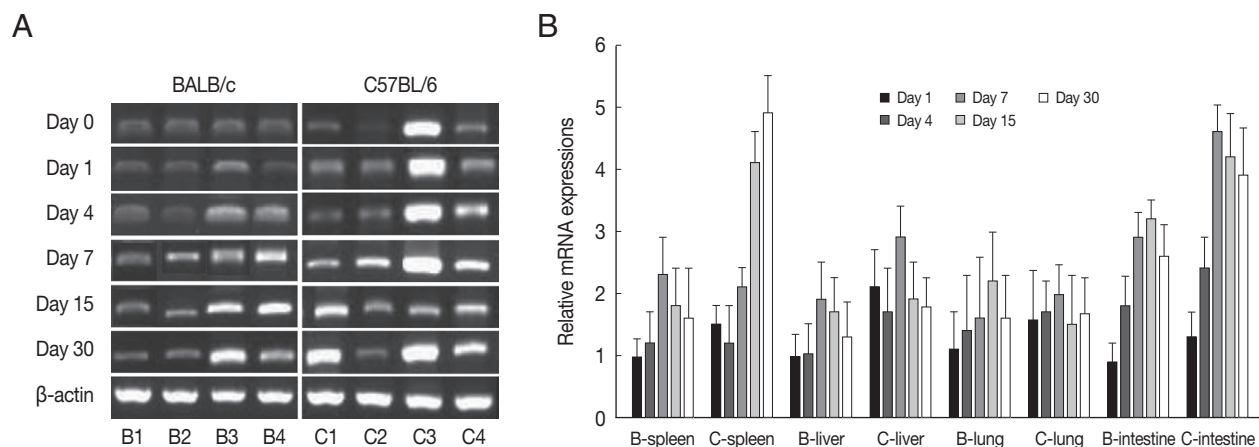 A
BALB/c
C57BL/6
Day 0
Day 1
Day 4
Day 7
Day 15
Day 30
β-actin
B1 B2 B3 B4 C1 C2 C3 C4
B
Relative mRNA expressions
6
5
4
3
2
1
0
Day 1 Day 7 Day 30
Day 4 Day 15
B-spleen C-spleen B-liver C-liver B-lung C-lung B-intestine C-intestine